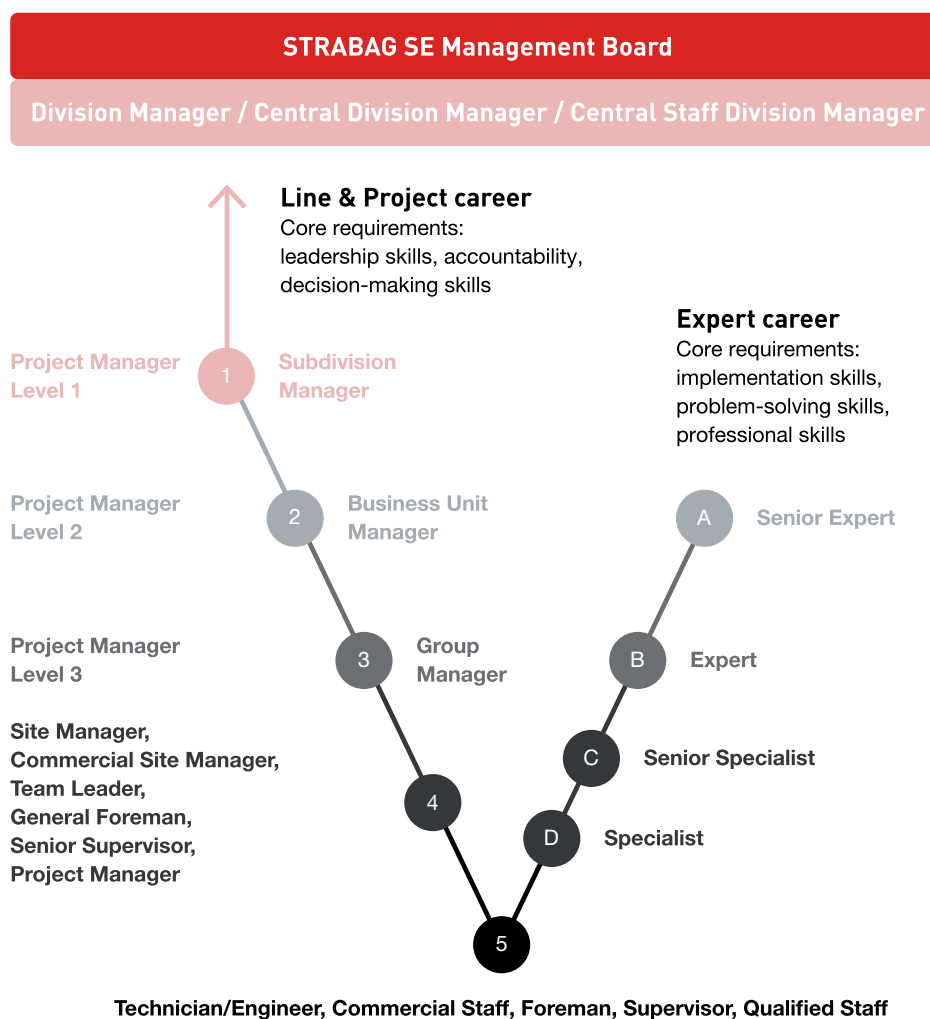 STRABAG SE Management Board
Division Manager / Central Division Manager / Central Staff Division Manager
Line & Project career
Core requirements:
leadership skills, accountability,
decision-making skills
Expert career
Core requirements:
implementation skills,
problem-solving skills,
professional skills
Project Manager
Level 1
1
Subdivision
Manager
Project Manager
Level 2
2
Business Unit
Manager
A
Senior Expert
Project Manager
Level 3
3
Group
Manager
B
Expert
Site Manager,
Commercial Site Manager,
Team Leader,
General Foreman,
Senior Supervisor,
Project Manager
4
C
Senior Specialist
D
Specialist
5
Technician/Engineer, Commercial Staff, Foreman, Supervisor, Qualified Staff